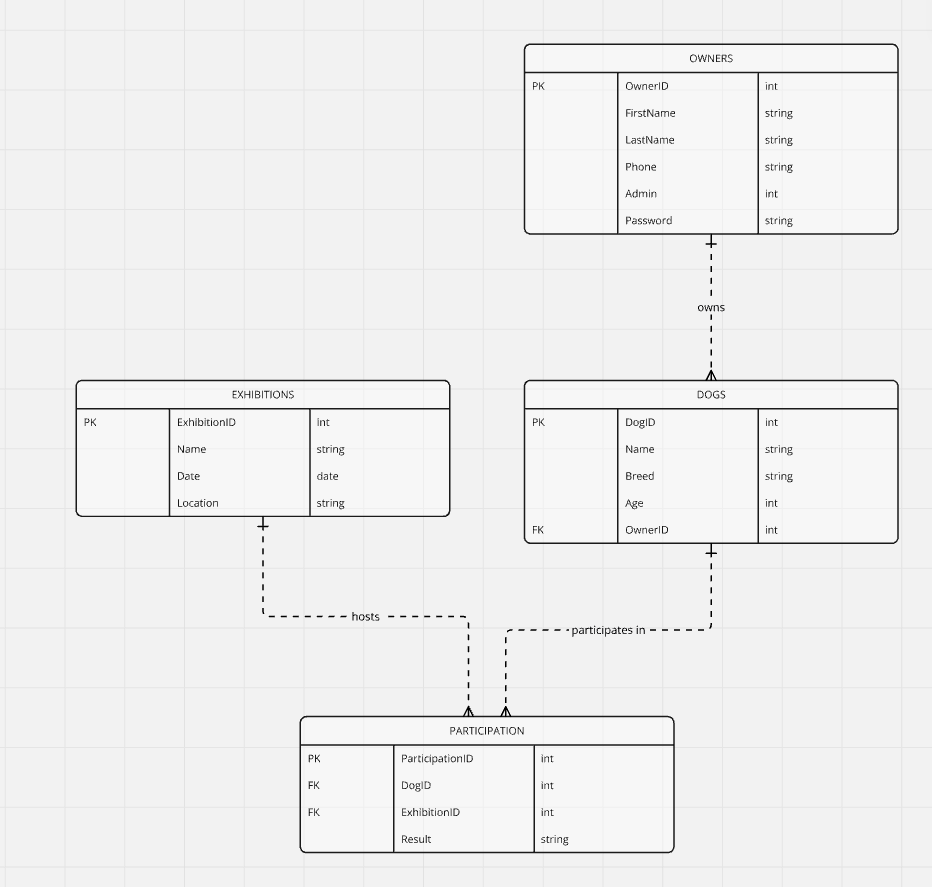 OWNERS
PK OwnerID int
FirstName string
LastName string
Phone string
Admin int
Password string
owns
EXHIBITIONS
PK ExhibitionID int
Name string
Date date
Location string
DOGS
PK DogID int
Name string
Breed string
Age int
FK OwnerID int
hosts
participates in
PARTICIPATION
PK ParticipationID int
FK DogID int
FK ExhibitionID int
Result string